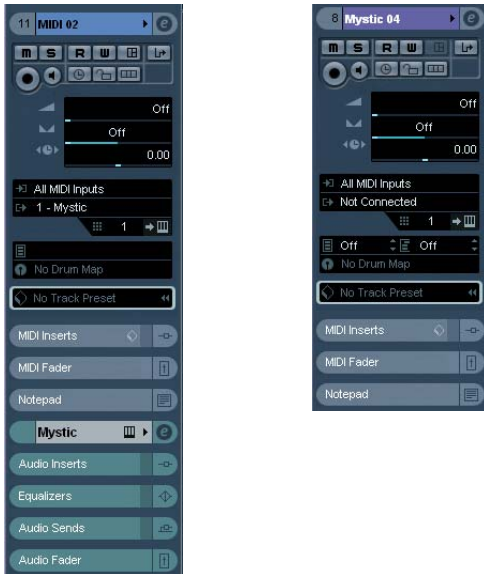 11 MIDI 02 e
M S R W
Off
Off
0.00
All MIDI Inputs
1 - Mystic
1
No Drum Map
No Track Preset
MIDI Inserts
MIDI Fader
Notepad
Mystic e
Audio Inserts
Equalizers
Audio Sends
Audio Fader
8 Mystic 04 e
M S R W
Off
Off
0.00
All MIDI Inputs
Not Connected
1
Off Off
No Drum Map
No Track Preset
MIDI Inserts
MIDI Fader
Notepad